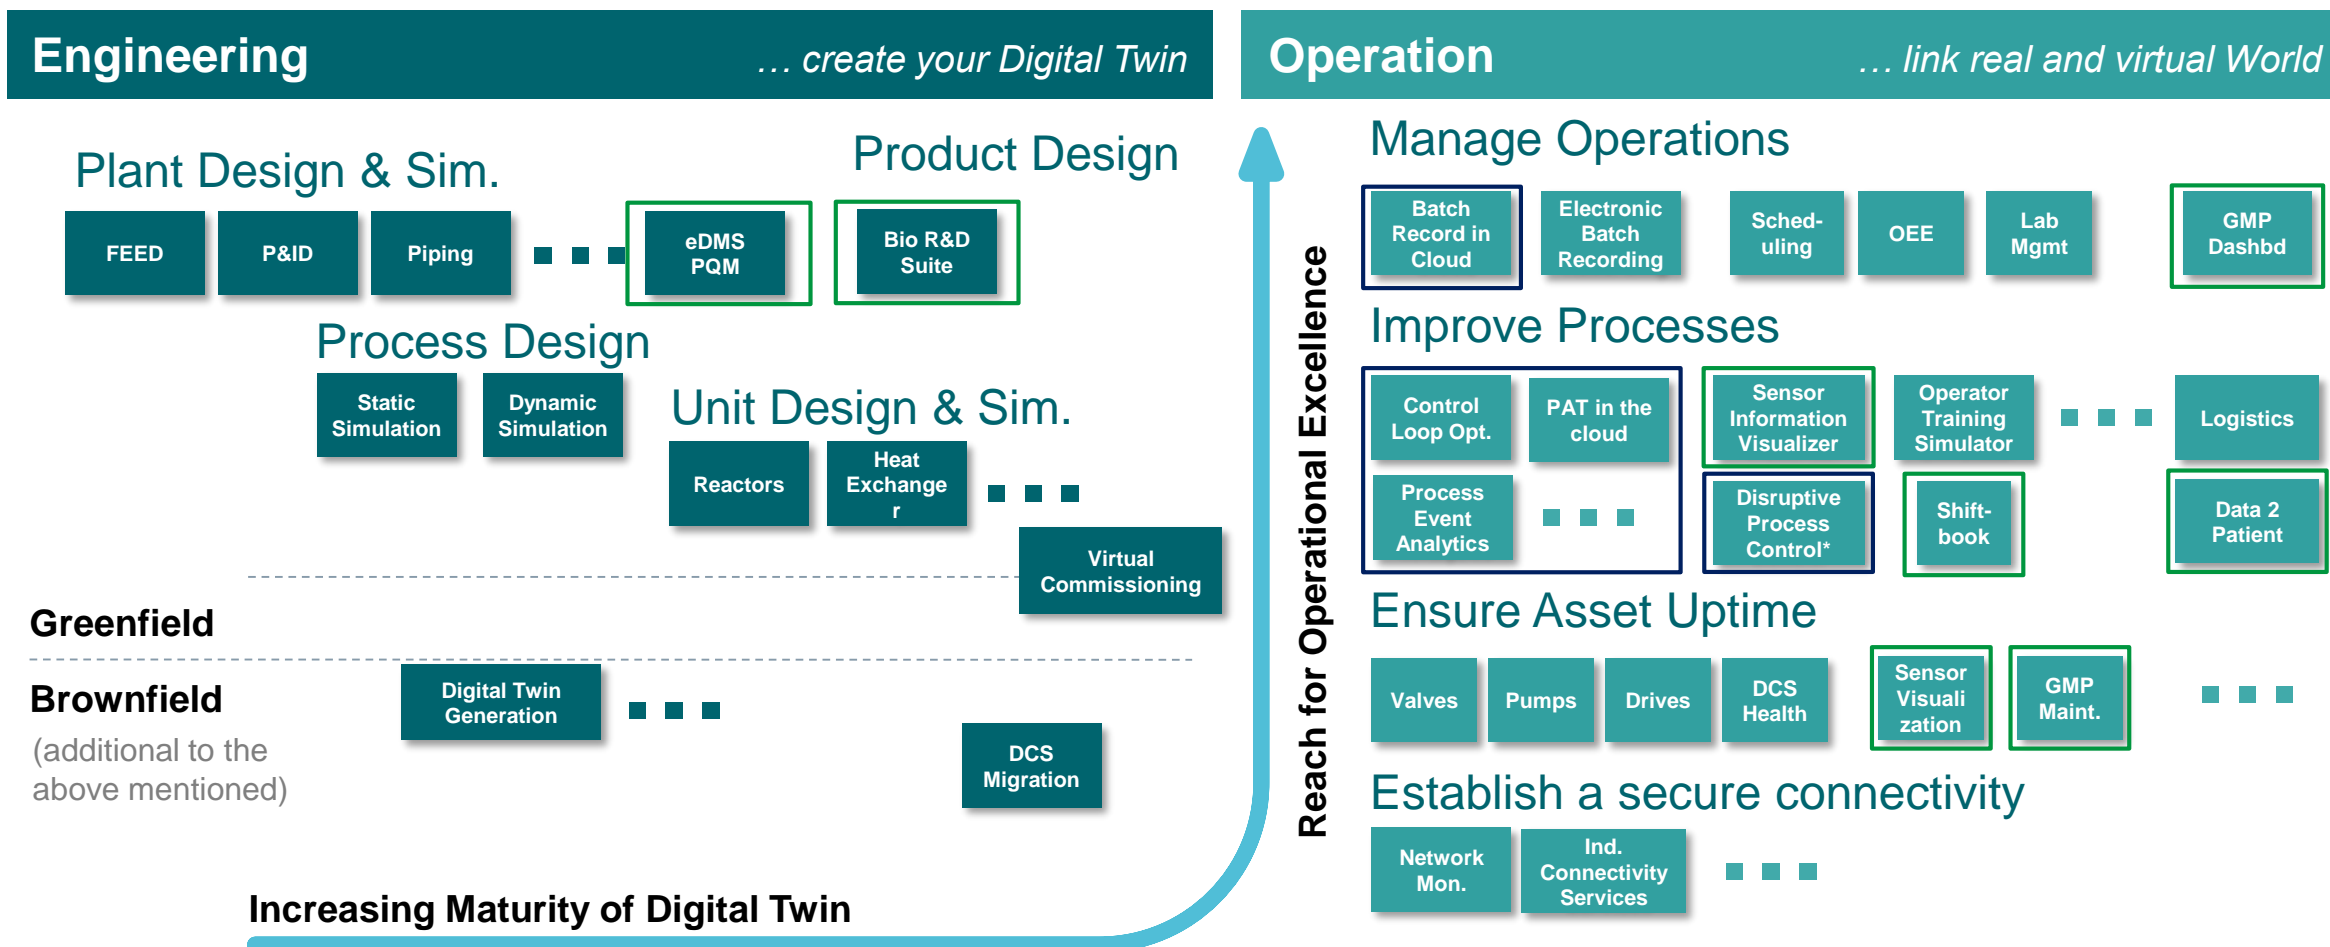 Engineering
… create your Digital Twin
Plant Design & Sim.
Product Design
FEED
P&ID
Piping
eDMS
PQM
Bio R&D
Suite
Process Design
Static
Simulation
Dynamic
Simulation
Unit Design & Sim.
Reactors
Heat
Exchange
r
Virtual
Commissioning
Greenfield
Brownfield
(additional to the
above mentioned)
Digital Twin
Generation
DCS
Migration
Increasing Maturity of Digital Twin
Reach for Operational Excellence
Operation
… link real and virtual World
Manage Operations
Batch
Record in
Cloud
Electronic
Batch
Recording
Sched-
uling
OEE
Lab
Mgmt
GMP
Dashbd
Improve Processes
Control
Loop Opt.
PAT in the
cloud
Sensor
Information
Visualizer
Operator
Training
Simulator
Logistics
Process
Event
Analytics
Disruptive
Process
Control*
Shift-
book
Data 2
Patient
Ensure Asset Uptime
Valves
Pumps
Drives
DCS
Health
Sensor
Visuali
zation
GMP
Maint.
Establish a secure connectivity
Network
Mon.
Ind.
Connectivity
Services